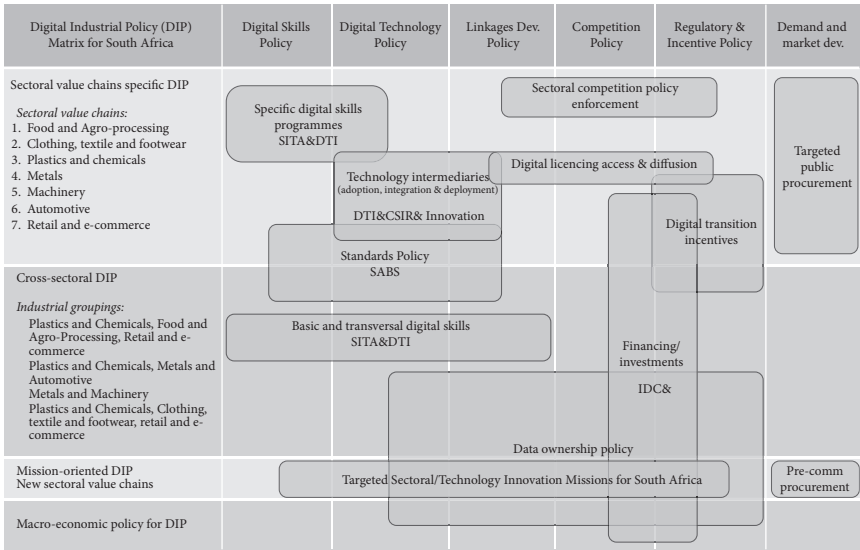 Digital Industrial Policy (DIP)
Matrix for South Africa
Digital Skills
Policy
Digital Technology
Policy
Linkages Dev.
Policy
Competition
Policy
Regulatory &
Incentive Policy
Demand and
market dev.
Sectoral value chains specific DIP
Sectoral value chains:
1. Food and Agro-processing
2. Clothing, textile and footwear
3. Plastics and chemicals
4. Metals
5. Machinery
6. Automotive
7. Retail and e-commerce
Specific digital skills
programmes
SITA&DTI
Sectoral competition policy
enforcement
Technology intermediaries
(adoption, integration & deployment)
DTI&CSIR& Innovation
Digital licencing access & diffusion
Digital transition
incentives
Targeted
public
procurement
Standards Policy
SABS
Cross-sectoral DIP
Industrial groupings:
Plastics and Chemicals, Food and
Agro-Processing, Retail and e-
commerce
Plastics and Chemicals, Metals and
Automotive
Metals and Machinery
Plastics and Chemicals, Clothing,
textile and footwear, retail and e-
commerce
Basic and transversal digital skills
SITA&DTI
Financing/
investments
IDC&
Data ownership policy
Mission-oriented DIP
New sectoral value chains
Targeted Sectoral/Technology Innovation Missions for South Africa
Pre-comm
procurement
Macro-economic policy for DIP